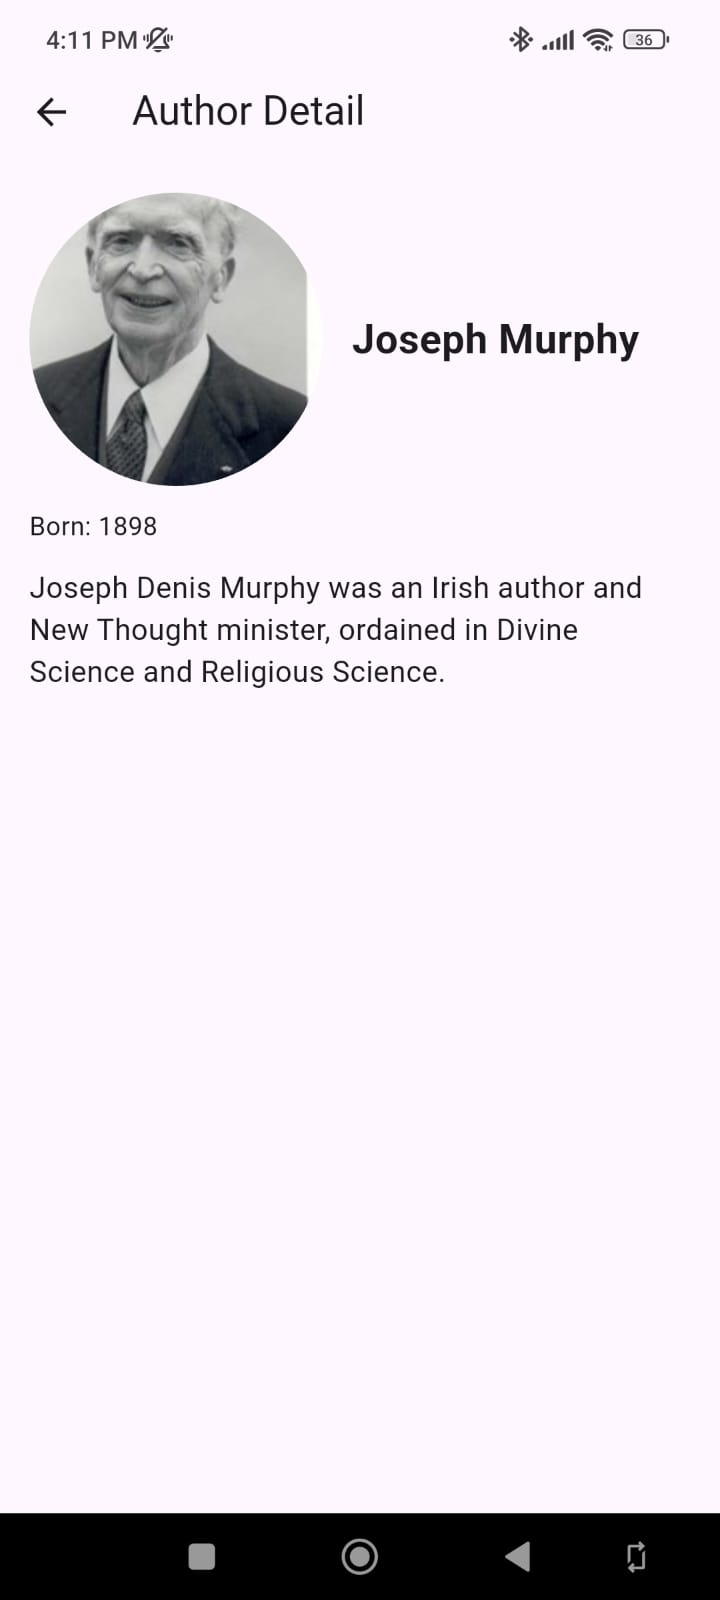 4:11 PM
36
Author Detail
Joseph Murphy
Born: 1898
Joseph Denis Murphy was an Irish author and
New Thought minister, ordained in Divine
Science and Religious Science.